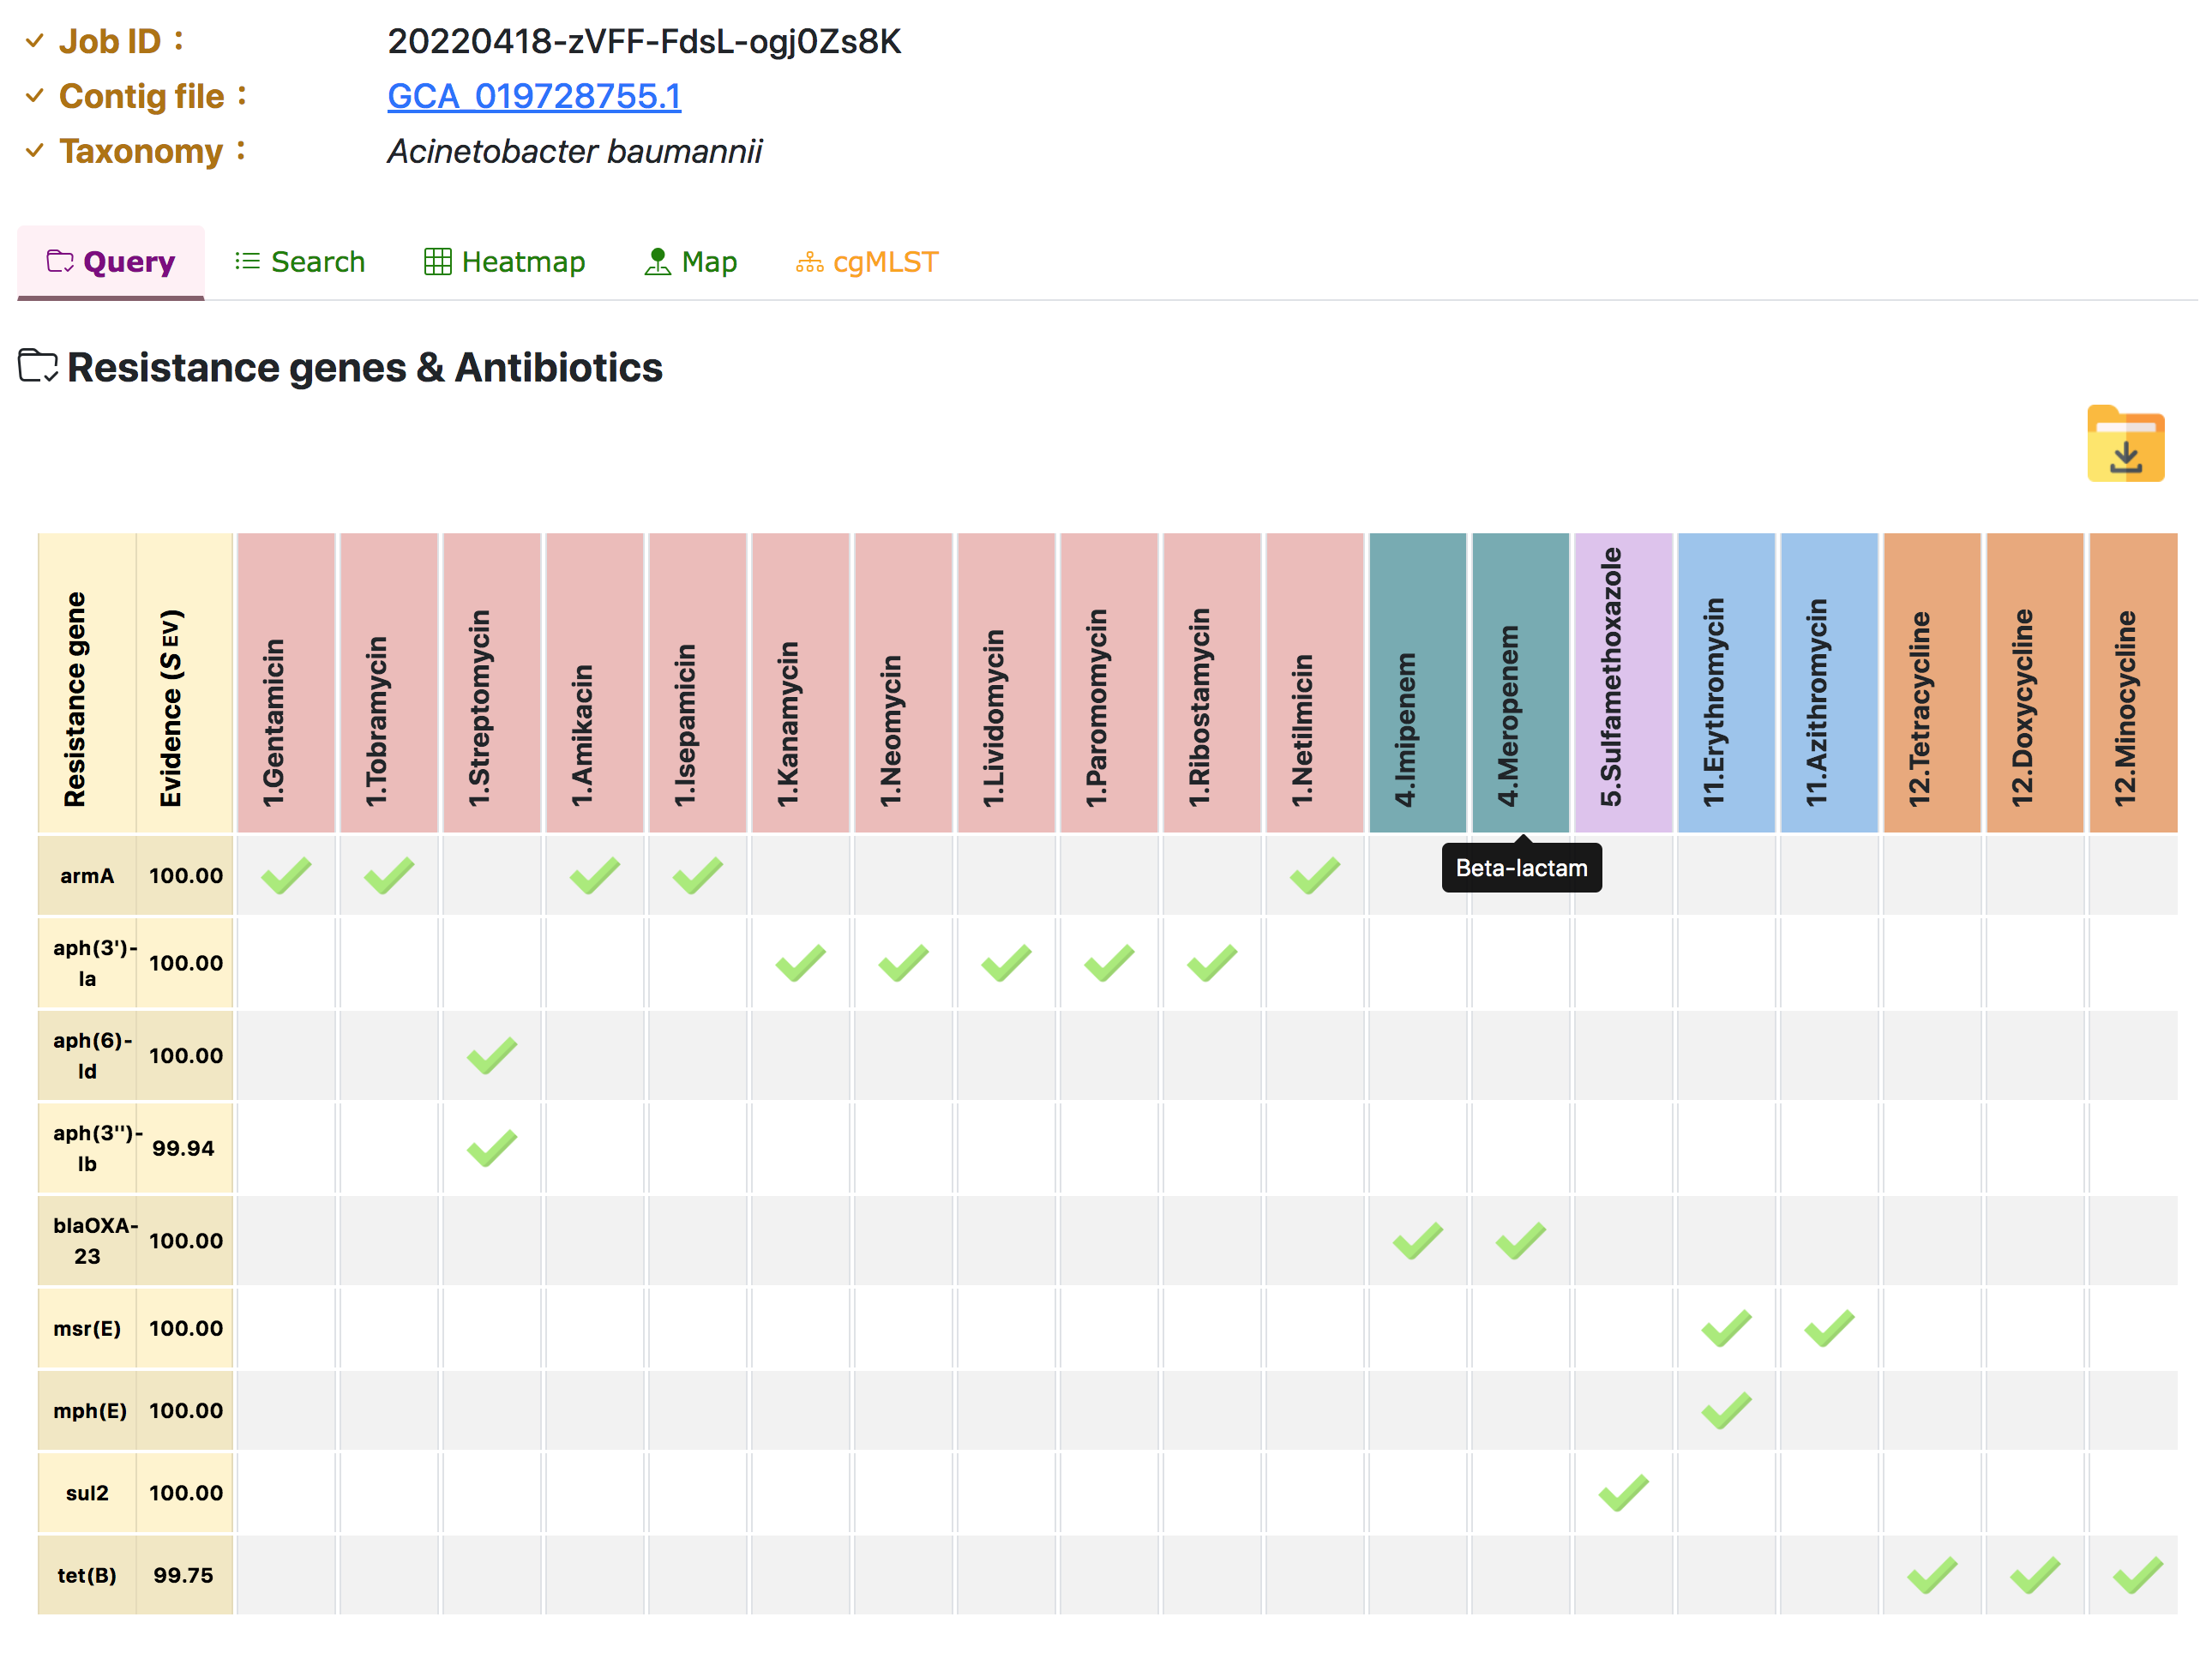 Job ID : 20220418-zVFF-FdsL-ogj0Zs8K
Contig file : GCA_019728755.1
Taxonomy : Acinetobacter baumannii
Query Search Heatmap Map cgMLST
Resistance genes & Antibiotics
Resistance gene
Evidence (S EV)
1.Gentamicin
1.Tobramycin
1.Streptomycin
1.Amikacin
1.Isepamicin
1.Kanamycin
1.Neomycin
1.Lividomycin
1.Paromomycin
1.Ribostamycin
1.Netilmicin
4.Imipenem
4.Meropenem
5.Sulfamethoxazole
11.Erythromycin
11.Azithromycin
12.Tetracycline
12.Doxycycline
12.Minocycline
Beta-lactam
armA 100.00
aph(3')-
Ia
100.00
aph(6)-
Id
100.00
aph(3'')-
Ib
99.94
blaOXA-
23
100.00
msr(E) 100.00
mph(E) 100.00
sul2 100.00
tet(B) 99.75